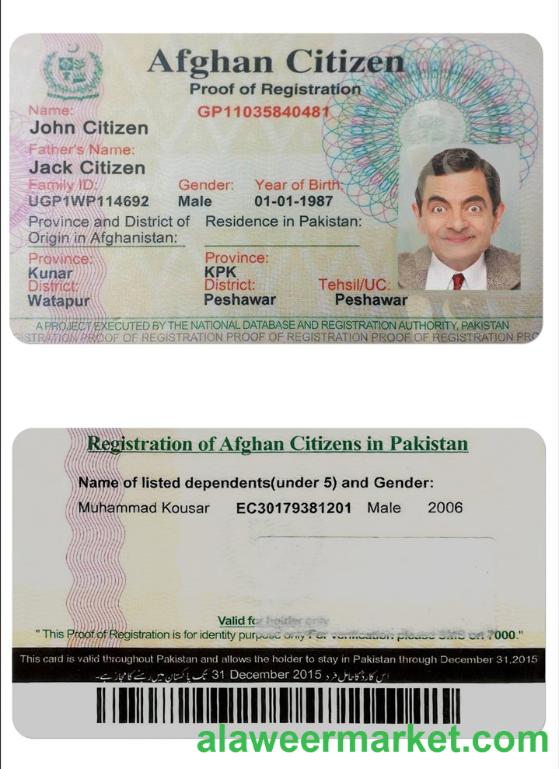 Afghan Citizen
Proof of Registration
Name: GP11035840481
John Citizen
Father's Name:
Jack Citizen
Family ID: Gender: Year of Birth:
UGP1WP114692 Male 01-01-1987
Province and District of Origin in Afghanistan: Residence in Pakistan:
Province: Province:
Kunar KPK
District: District: Tehsil/UC:
Watapur Peshawar Peshawar
A PROJECT EXECUTED BY THE NATIONAL DATABASE AND REGISTRATION AUTHORITY, PAKISTAN
ISTRATION PROOF OF REGISTRATION PROOF OF REGISTRATION PROOF OF REGISTRATION PRO
Registration of Afghan Citizens in Pakistan
Name of listed dependents(under 5) and Gender:
Muhammad Kousar EC30179381201 Male 2006
Valid for holder only
" This Proof of Registration is for identity purpose only For verification please SMS on 7000."
This card is valid throughout Pakistan and allows the holder to stay in Pakistan through December 31,2015
اس کارڈ کا حامل فرد 31 December 2015 تک پاکستان میں رہنے کا مجاز ہے۔
alaweermarket.com